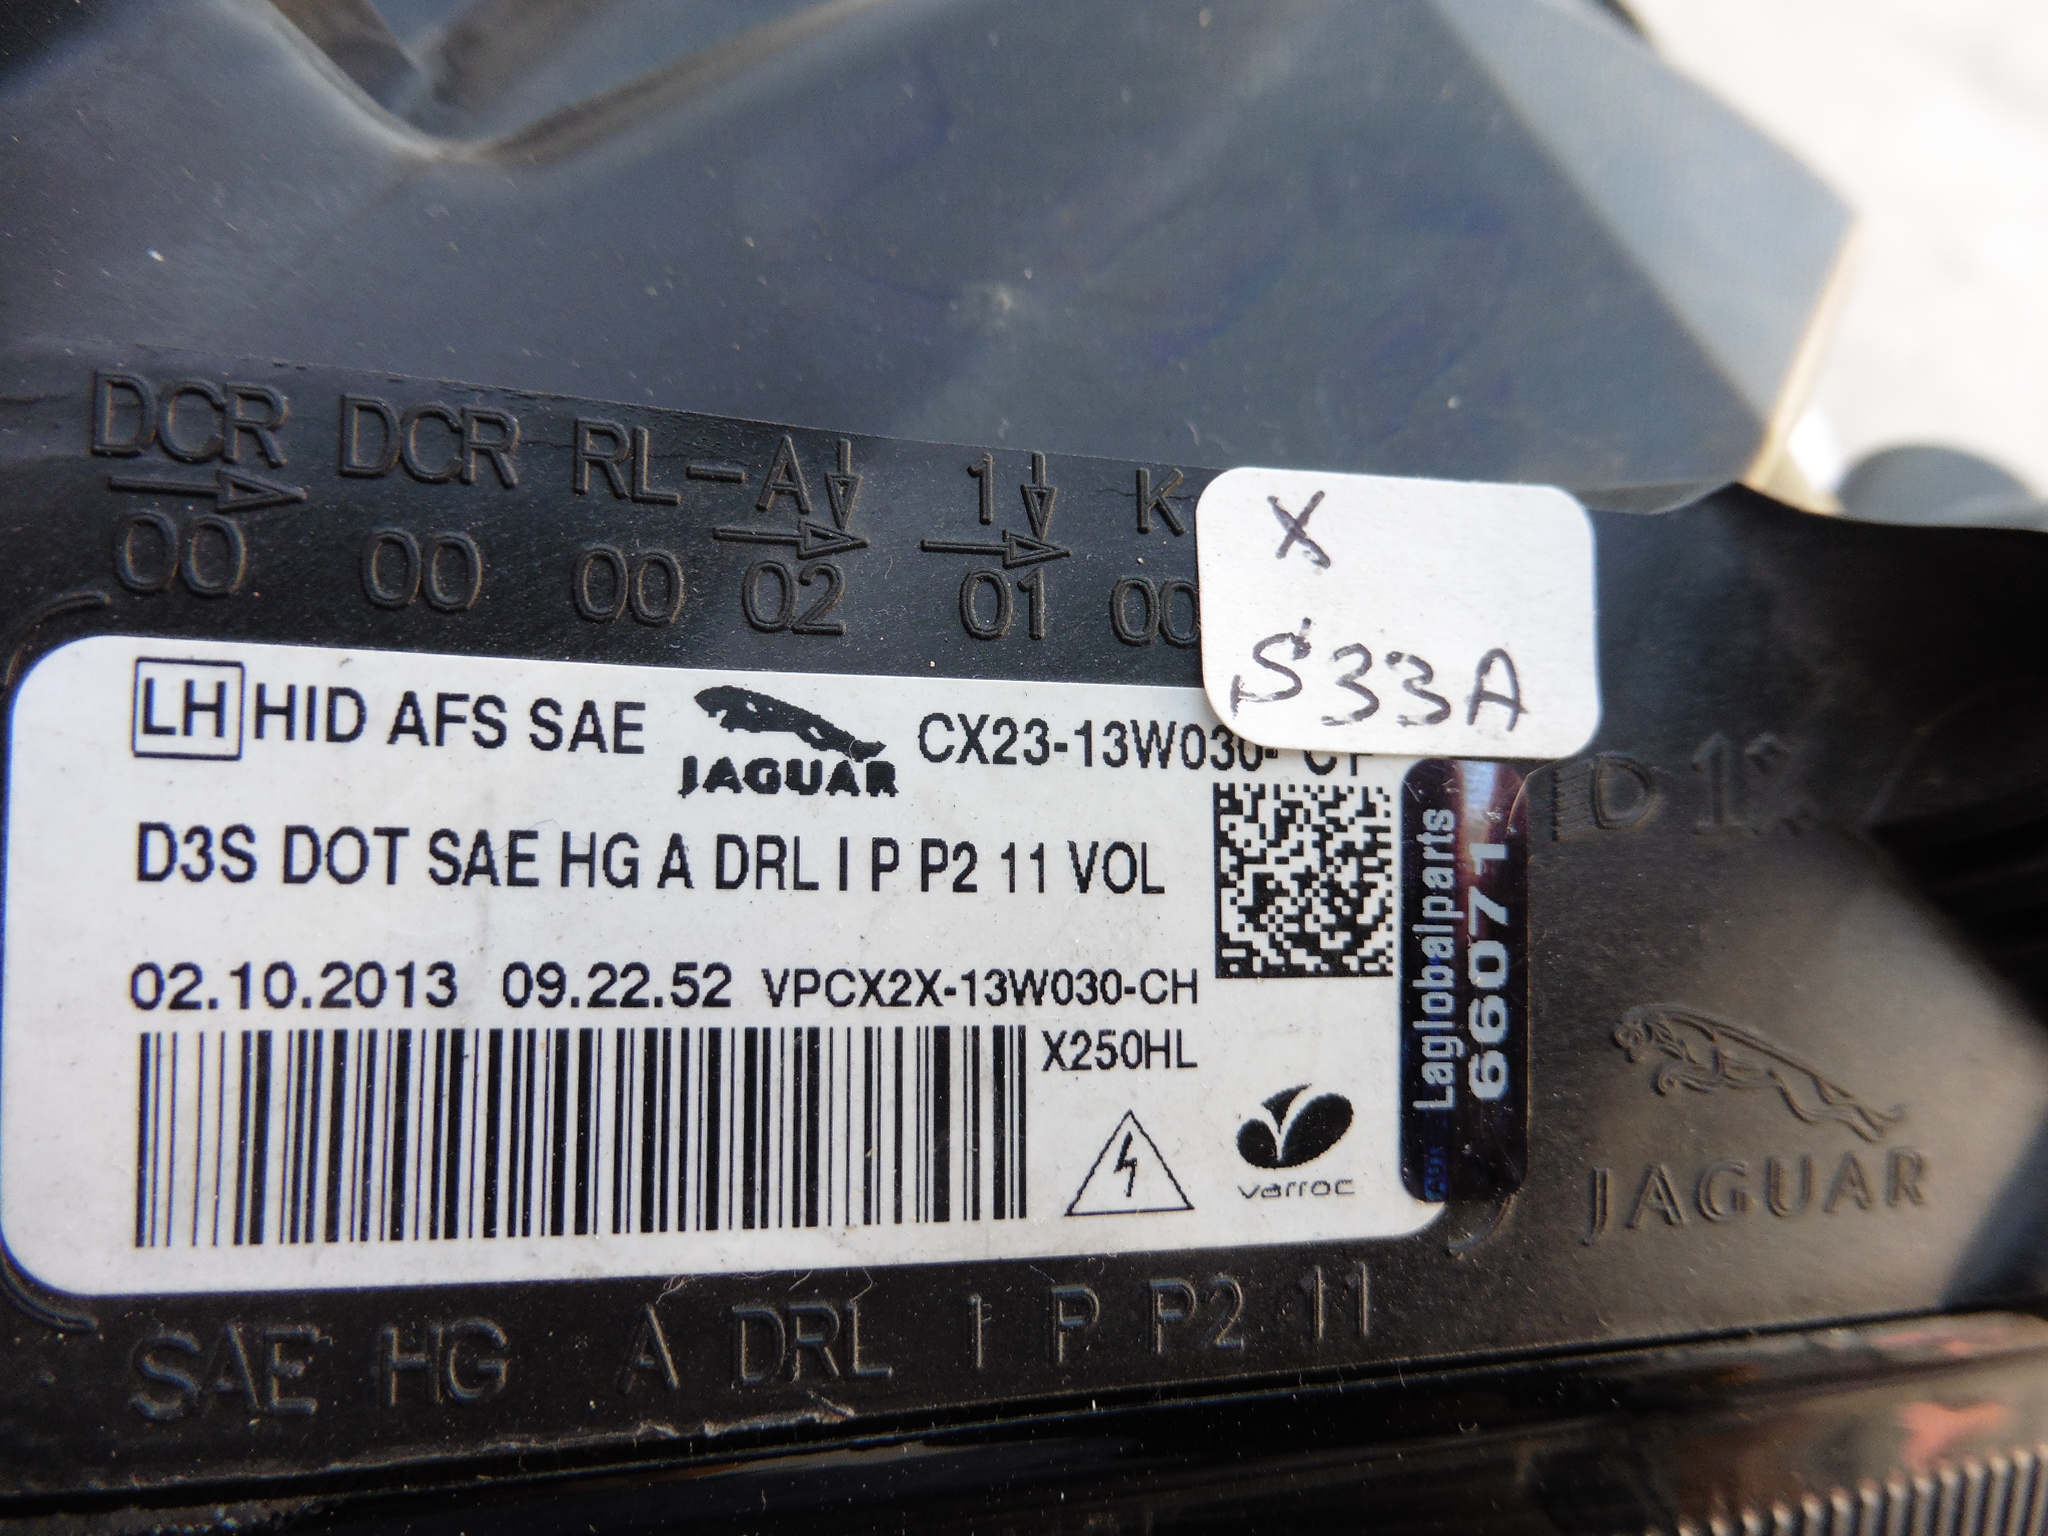 DCR DCR RL-A 1 K
00 00 00 02 01 00
X
S33A
LH HID AFS SAE JAGUAR CX23-13W030-
D3S DOT SAE HG A DRL I P P2 11 VOL
02.10.2013 09.22.52 VPCX2X-13W030-CH
X250HL
varroc
Laglobalparts
66071
JAGUAR
SAE HG A DRL I P P2 11